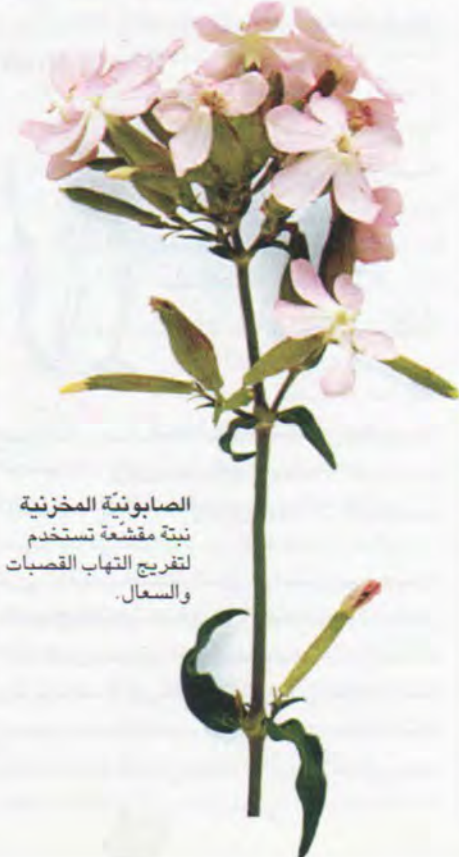 الصابونيّة المخزنية
نبتة مقشّعة تستخدم
لتفريج التهاب القصبات
والسعال.